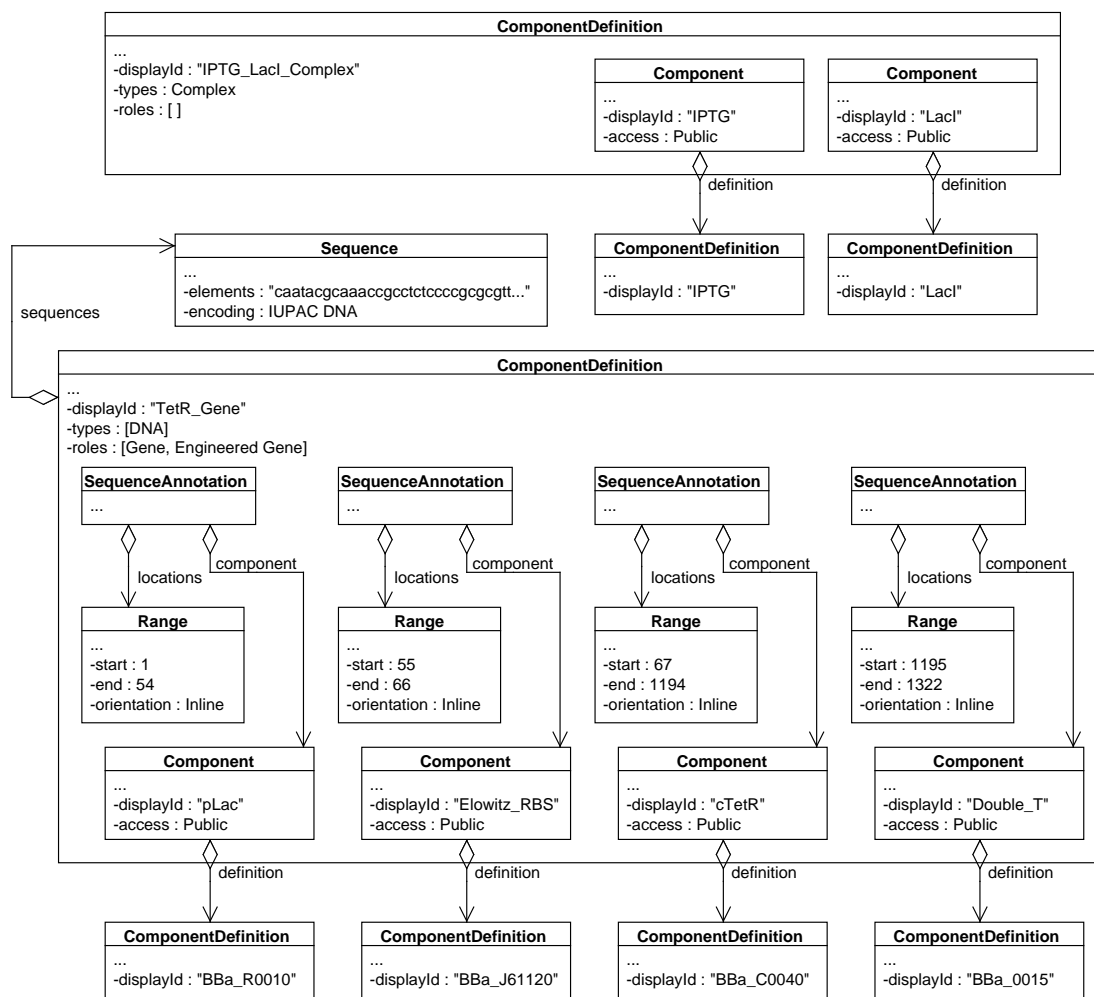 ComponentDefinition
...
-displayId : "IPTG_LacI_Complex"
-types : Complex
-roles : [ ]
Component
...
-displayId : "IPTG"
-access : Public
Component
...
-displayId : "LacI"
-access : Public
definition
definition
ComponentDefinition
...
-displayId : "IPTG"
ComponentDefinition
...
-displayId : "LacI"
Sequence
...
-elements : "caatacgcaaaccgcctctccccgcgcgtt..."
-encoding : IUPAC DNA
sequences
ComponentDefinition
...
-displayId : "TetR_Gene"
-types : [DNA]
-roles : [Gene, Engineered Gene]
SequenceAnnotation
...
SequenceAnnotation
...
SequenceAnnotation
...
SequenceAnnotation
...
locations
component
locations
component
locations
component
locations
component
Range
...
-start : 1
-end : 54
-orientation : Inline
Range
...
-start : 55
-end : 66
-orientation : Inline
Range
...
-start : 67
-end : 1194
-orientation : Inline
Range
...
-start : 1195
-end : 1322
-orientation : Inline
Component
...
-displayId : "pLac"
-access : Public
Component
...
-displayId : "Elowitz_RBS"
-access : Public
Component
...
-displayId : "cTetR"
-access : Public
Component
...
-displayId : "Double_T"
-access : Public
definition
definition
definition
definition
ComponentDefinition
...
-displayId : "BBa_R0010"
ComponentDefinition
...
-displayId : "BBa_J61120"
ComponentDefinition
...
-displayId : "BBa_C0040"
ComponentDefinition
...
-displayId : "BBa_0015"